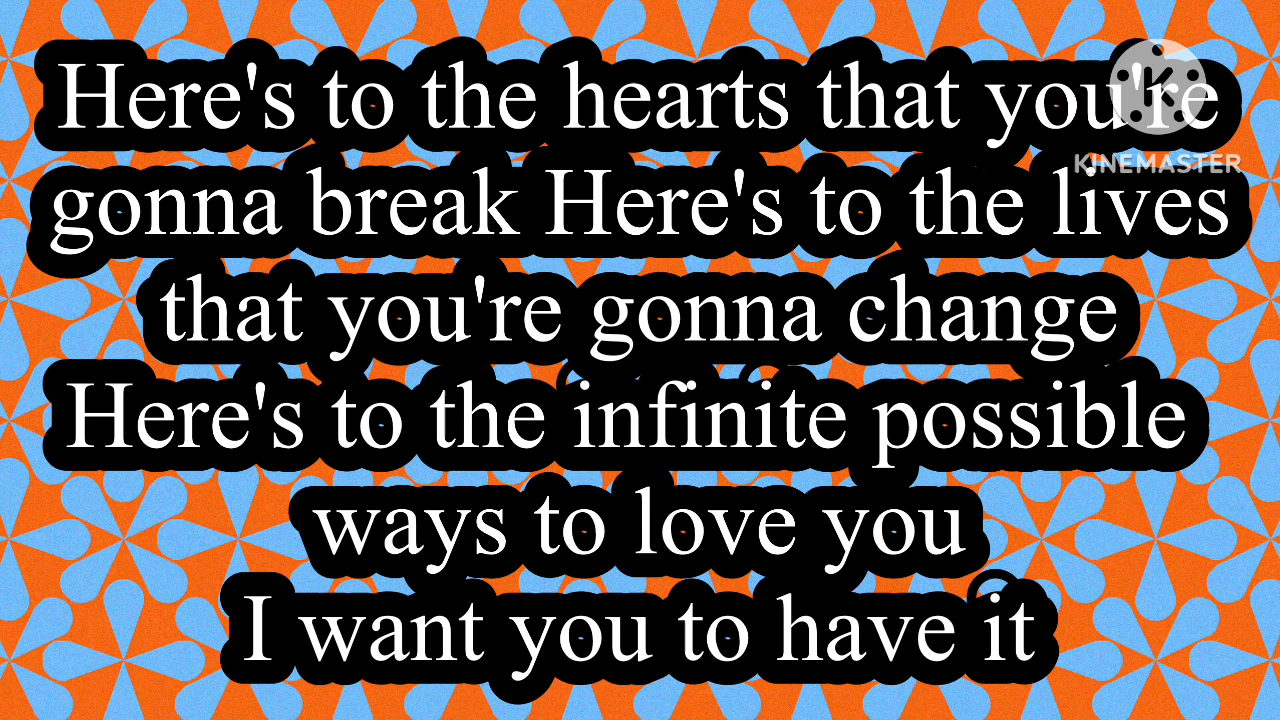 Here's to the hearts that you're
gonna break Here's to the lives
that you're gonna change
Here's to the infinite possible
ways to love you
I want you to have it
K
KINEMASTER